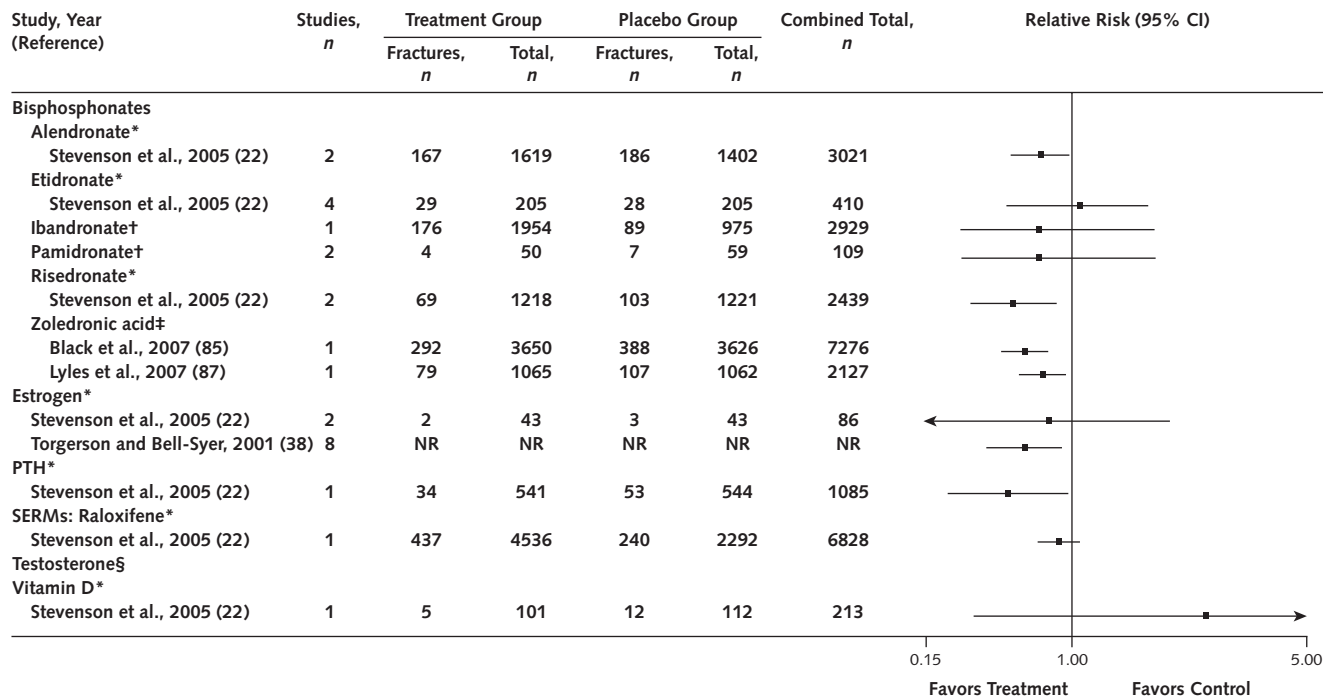 Study, Year (Reference) Studies, n Treatment Group Placebo Group Combined Total, n Relative Risk (95% CI)
Fractures, n Total, n Fractures, n Total, n
Bisphosphonates
Alendronate*
Stevenson et al., 2005 (22) 2 167 1619 186 1402 3021
Etidronate*
Stevenson et al., 2005 (22) 4 29 205 28 205 410
Ibandronate† 1 176 1954 89 975 2929
Pamidronate† 2 4 50 7 59 109
Risedronate*
Stevenson et al., 2005 (22) 2 69 1218 103 1221 2439
Zoledronic acid‡
Black et al., 2007 (85) 1 292 3650 388 3626 7276
Lyles et al., 2007 (87) 1 79 1065 107 1062 2127
Estrogen*
Stevenson et al., 2005 (22) 2 2 43 3 43 86
Torgerson and Bell-Syer, 2001 (38) 8 NR NR NR NR NR
PTH*
Stevenson et al., 2005 (22) 1 34 541 53 544 1085
SERMs: Raloxifene*
Stevenson et al., 2005 (22) 1 437 4536 240 2292 6828
Testosterone§
Vitamin D*
Stevenson et al., 2005 (22) 1 5 101 12 112 213
0.15 1.00 5.00
Favors Treatment Favors Control